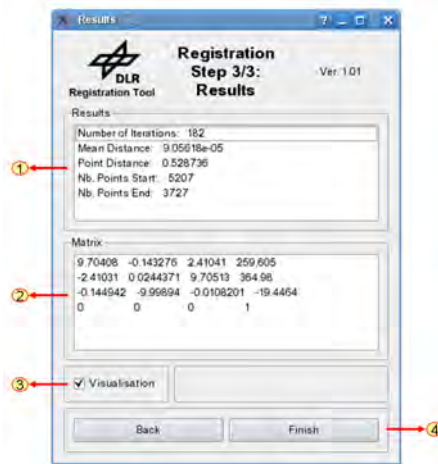 Results
DLR
Registration Tool
Registration
Step 3/3:
Results
Ver. 1.01
Results
Number of Iterations: 182
Mean Distance: 9.05618e-05
Point Distance: 0.528736
Nb. Points Start: 5207
Nb. Points End: 3727
1
Matrix
9.70408 -0.143276 2.41041 259.605
-2.41031 0.0244371 9.70513 364.98
-0.144942 -9.99894 -0.0108201 -19.4464
0 0 0 1
2
3
Visualisation
Back
Finish
4